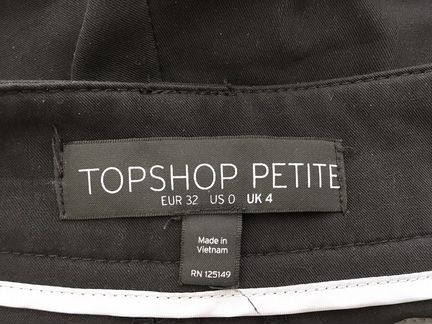 TOPSHOP PETITE
EUR 32 US 0 UK 4
Made in
Vietnam
RN 125149